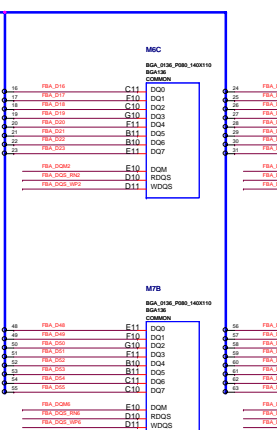 M6C
BGA_0136_P080_140X110
BGA136
COMMON
16 FBA_D16 C11 DQ0 24
17 FBA_D17 F10 DQ1 25
18 FBA_D18 C10 DQ2 26
19 FBA_D19 G10 DQ3 27
20 FBA_D20 F11 DQ4 28
21 FBA_D21 B11 DQ5 29
22 FBA_D22 B10 DQ6 30
23 FBA_D23 E11 DQ7 31
FBA_DQM2 E10 DQM
FBA_DQS_RN2 D10 RDQS
FBA_DQS_WP2 D11 WDQS
M7B
BGA_0136_P080_140X110
BGA136
COMMON
48 FBA_D48 E11 DQ0 56
49 FBA_D49 F10 DQ1 57
50 FBA_D50 G10 DQ2 58
51 FBA_D51 F11 DQ3 59
52 FBA_D52 B10 DQ4 60
53 FBA_D53 B11 DQ5 61
54 FBA_D54 C11 DQ6 62
55 FBA_D55 C10 DQ7 63
FBA_DQM6 E10 DQM
FBA_DQS_RN6 D10 RDQS
FBA_DQS_WP6 D11 WDQS